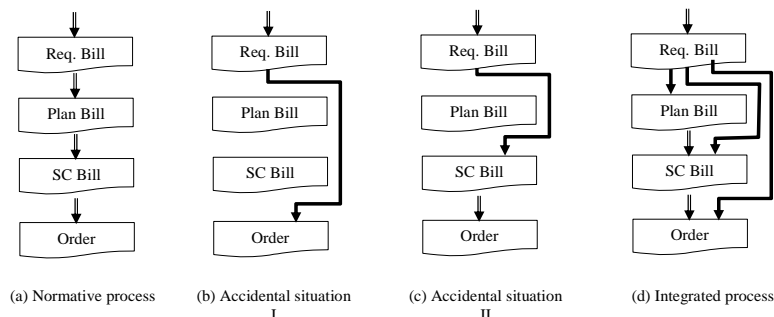 Req. Bill
Plan Bill
SC Bill
Order
(a) Normative process
Req. Bill
Plan Bill
SC Bill
Order
(b) Accidental situation
I
Req. Bill
Plan Bill
SC Bill
Order
(c) Accidental situation
II
Req. Bill
Plan Bill
SC Bill
Order
(d) Integrated process